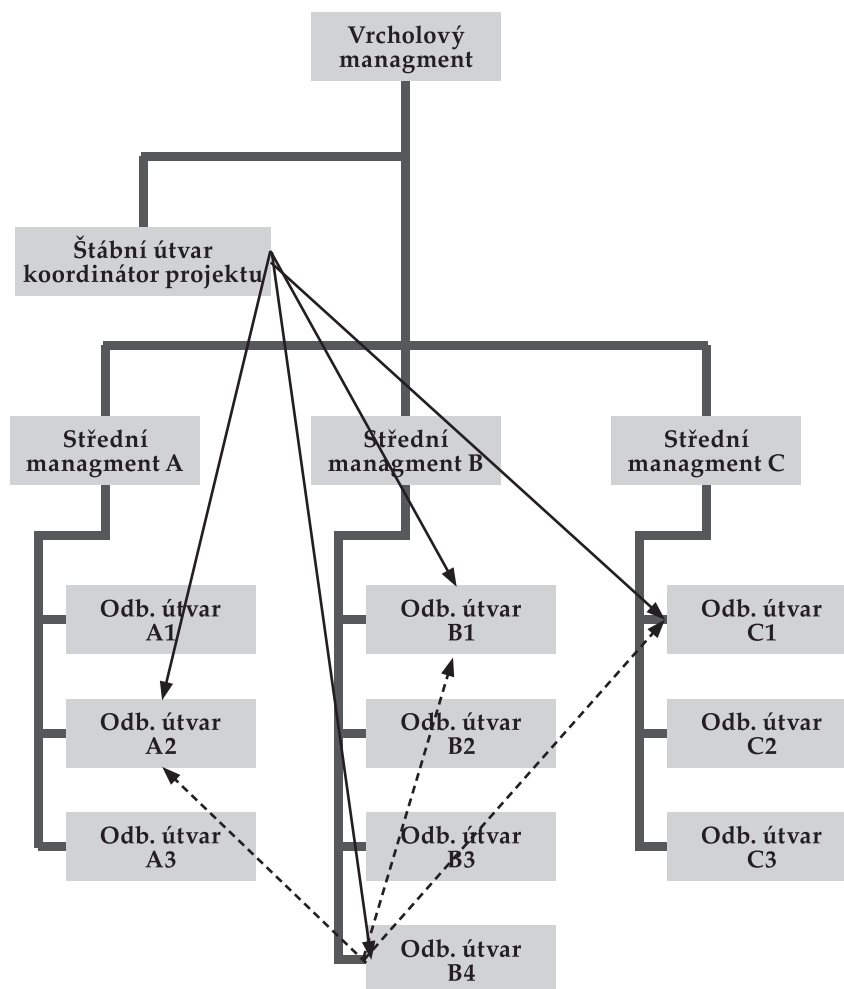 Vrcholový
managment
Štábní útvar
koordinátor projektu
Střední
managment A
Střední
managment B
Střední
managment C
Odb. útvar
A1
Odb. útvar
B1
Odb. útvar
C1
Odb. útvar
A2
Odb. útvar
B2
Odb. útvar
C2
Odb. útvar
A3
Odb. útvar
B3
Odb. útvar
C3
Odb. útvar
B4